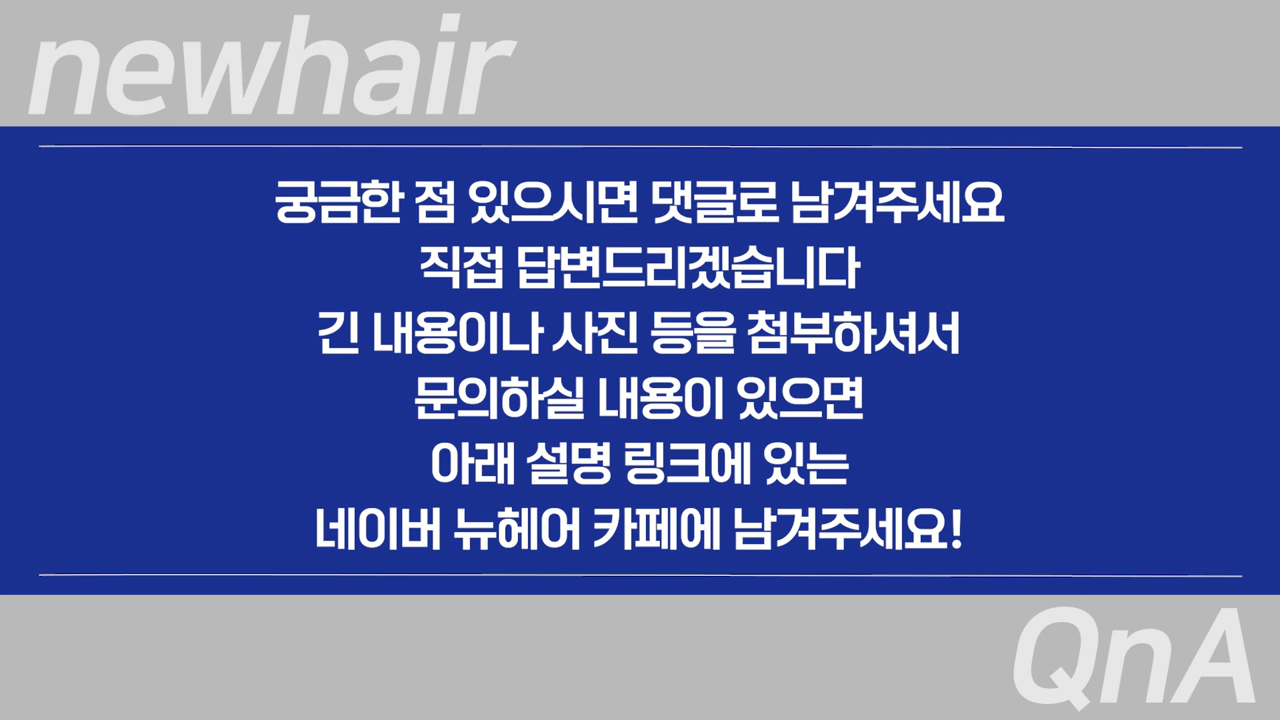 newhair
궁금한 점 있으시면 댓글로 남겨주세요
직접 답변드리겠습니다
긴 내용이나 사진 등을 첨부하셔서
문의하실 내용이 있으면
아래 설명 링크에 있는
네이버 뉴헤어 카페에 남겨주세요!
QnA